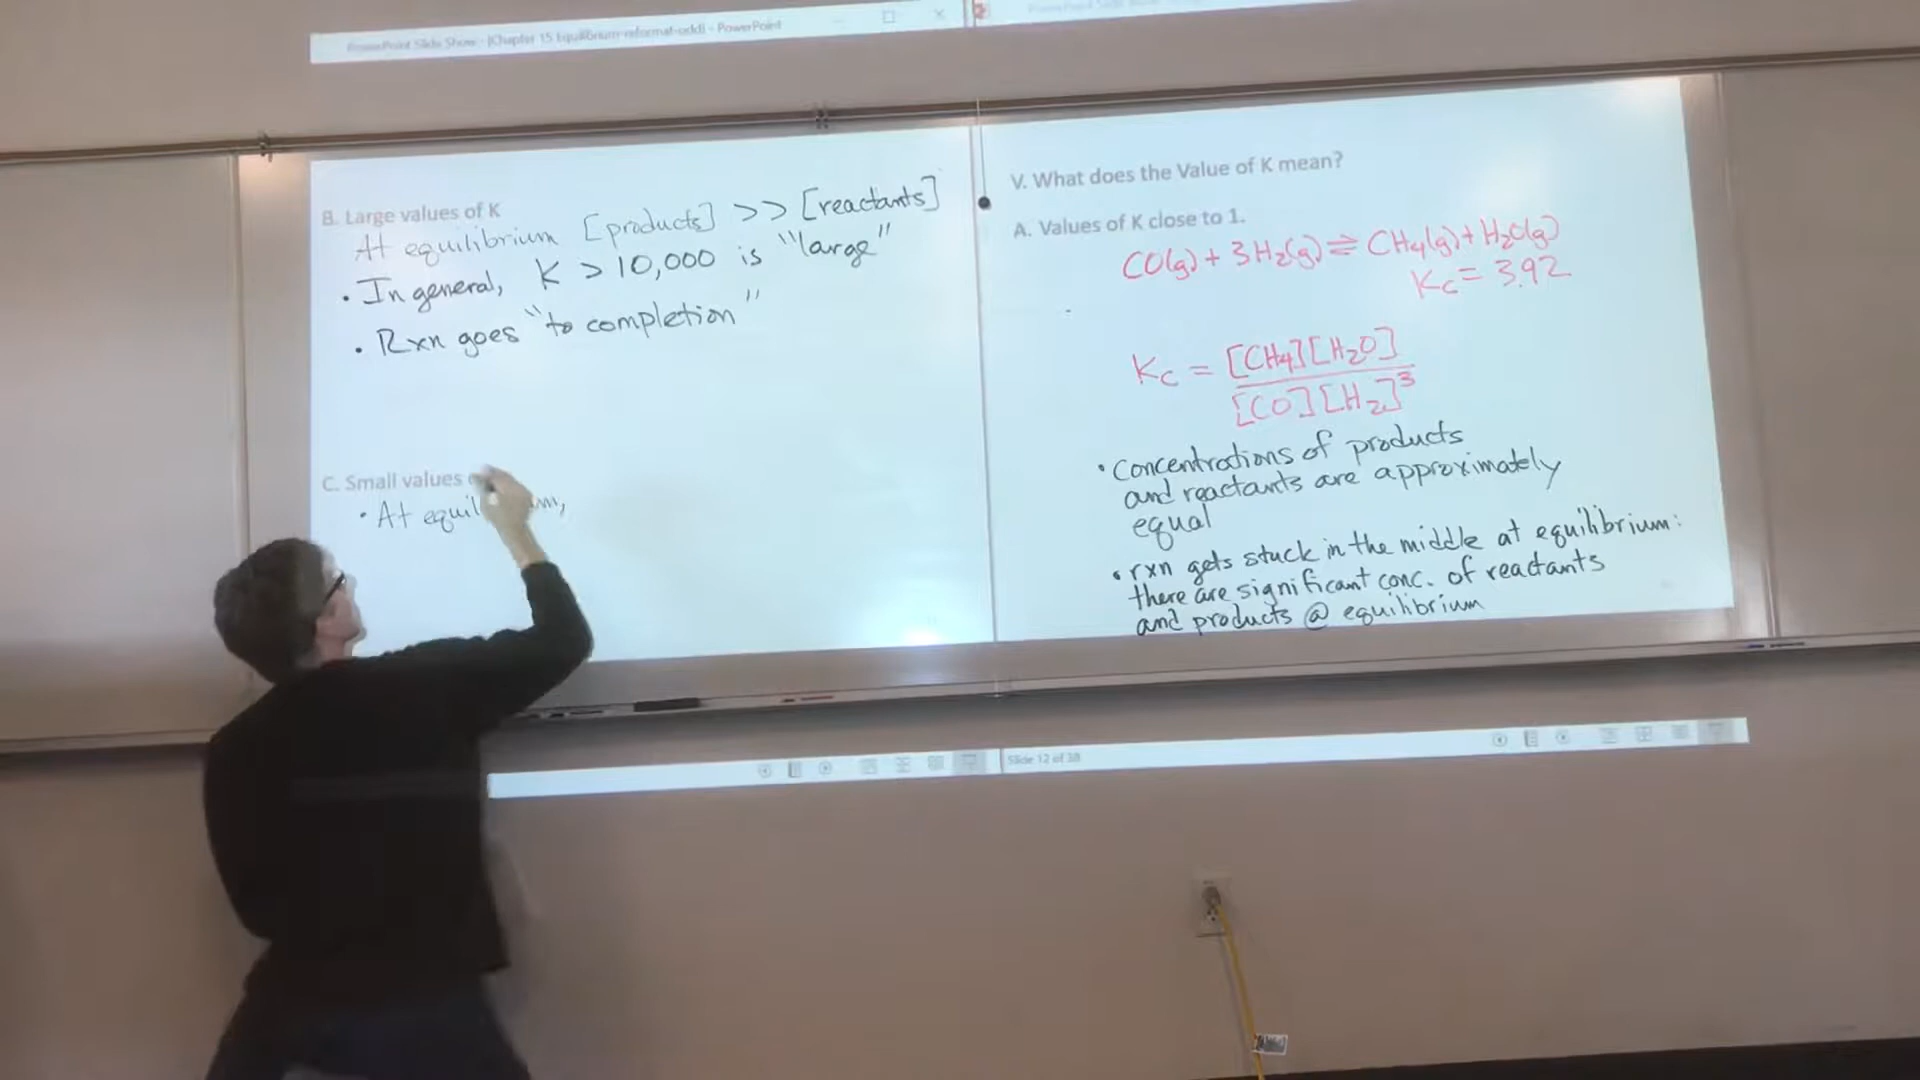 PowerPoint Slide Show - [Chapter 15 Equilibrium-reformat-odd] - PowerPoint
B. Large values of K
At equilibrium [products] >> [reactants]
• In general, K > 10,000 is "large"
• Rxn goes "to completion"
C. Small values
• At equil um,
V. What does the Value of K mean?
A. Values of K close to 1.
CO(g) + 3H₂(g) ⇌ CH₄(g) + H₂O(g)
Kc = 3.92
Kc = [CH₄][H₂O]
[CO][H₂]³
• Concentrations of products
and reactants are approximately
equal
• rxn gets stuck in the middle at equilibrium:
there are significant conc. of reactants
and products @ equilibrium
Slide 12 of 38